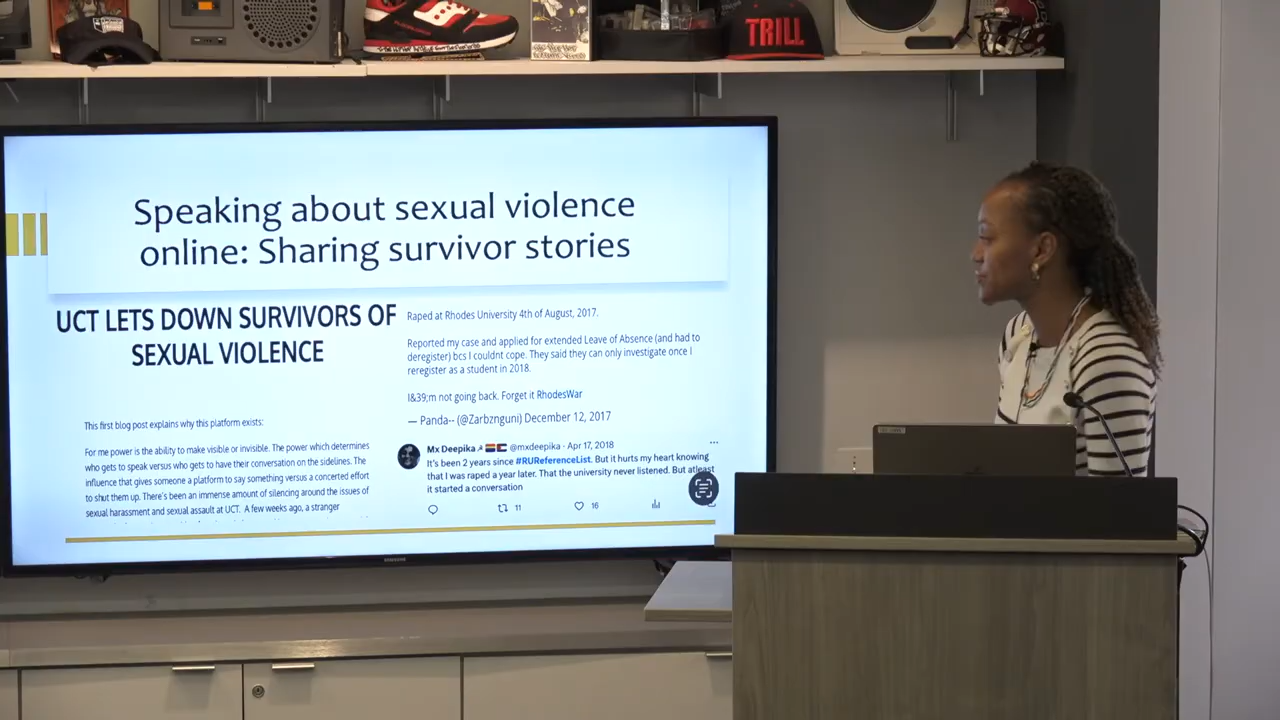 TRILL
Speaking about sexual violence
online: Sharing survivor stories
UCT LETS DOWN SURVIVORS OF
SEXUAL VIOLENCE
This first blog post explains why this platform exists:
For me power is the ability to make visible or invisible. The power which determines
who gets to speak versus who gets to have their conversation on the sidelines. The
influence that gives someone a platform to say something versus a concerted effort
to shut them up. There's been an immense amount of silencing around the issues of
sexual harassment and sexual assault at UCT. A few weeks ago, a stranger
Raped at Rhodes University 4th of August, 2017.
Reported my case and applied for extended Leave of Absence (and had to
deregister) bcs I couldnt cope. They said they can only investigate once I
reregister as a student in 2018.
I&39;m not going back. Forget it RhodesWar
— Panda-- (@Zarbznguni) December 12, 2017
Mx Deepika @mxdeepika · Apr 17, 2018
It's been 2 years since #RUReferenceList. But it hurts my heart knowing
that I was raped a year later. That the university never listened. But atleast
it started a conversation
11
16
SAMSUNG